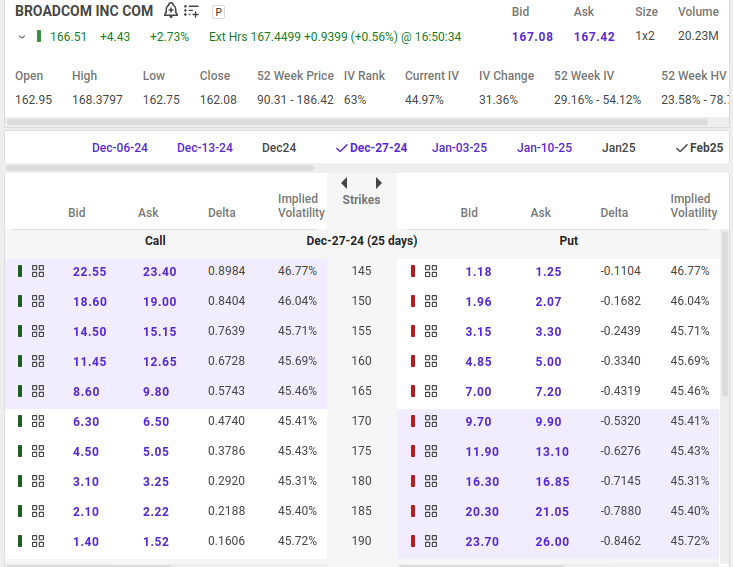 BROADCOM INC COM P Bid Ask Size Volume
166.51 +4.43 +2.73% Ext Hrs 167.4499 +0.9399 (+0.56%) @ 16:50:34 167.08 167.42 1x2 20.23M
Open High Low Close 52 Week Price IV Rank Current IV IV Change 52 Week IV 52 Week HV
162.95 168.3797 162.75 162.08 90.31 - 186.42 63% 44.97% 31.36% 29.16% - 54.12% 23.58% - 78.
Dec-06-24 Dec-13-24 Dec24 Dec-27-24 Jan-03-25 Jan-10-25 Jan25 Feb25
Bid Ask Delta Implied Volatility Strikes Bid Ask Delta Implied Volatility
Call Dec-27-24 (25 days) Put
22.55 23.40 0.8984 46.77% 145 1.18 1.25 -0.1104 46.77%
18.60 19.00 0.8404 46.04% 150 1.96 2.07 -0.1682 46.04%
14.50 15.15 0.7639 45.71% 155 3.15 3.30 -0.2439 45.71%
11.45 12.65 0.6728 45.69% 160 4.85 5.00 -0.3340 45.69%
8.60 9.80 0.5743 45.46% 165 7.00 7.20 -0.4319 45.46%
6.30 6.50 0.4740 45.41% 170 9.70 9.90 -0.5320 45.41%
4.50 5.05 0.3786 45.43% 175 11.90 13.10 -0.6276 45.43%
3.10 3.25 0.2920 45.31% 180 16.30 16.85 -0.7145 45.31%
2.10 2.22 0.2188 45.40% 185 20.30 21.05 -0.7880 45.40%
1.40 1.52 0.1606 45.72% 190 23.70 26.00 -0.8462 45.72%